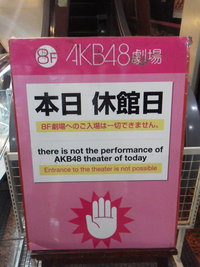 8F AKB48劇場
本日 休館日
8F劇場へのご入場は一切できません。
there is not the performance of
AKB48 theater of today
Entrance to the theater is not possible